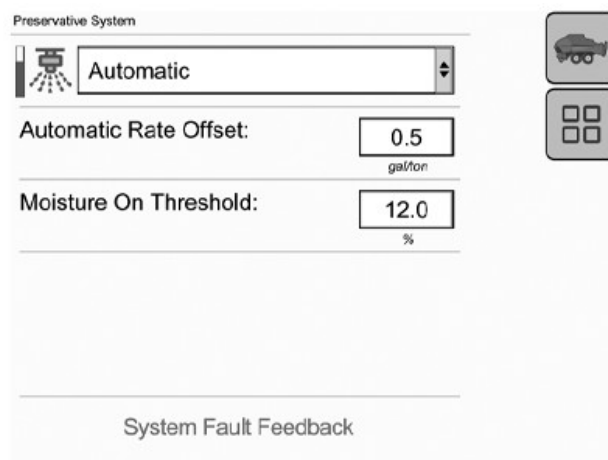 Preservative System
Automatic
Automatic Rate Offset:
0.5
gal/ton
Moisture On Threshold:
12.0
%
System Fault Feedback